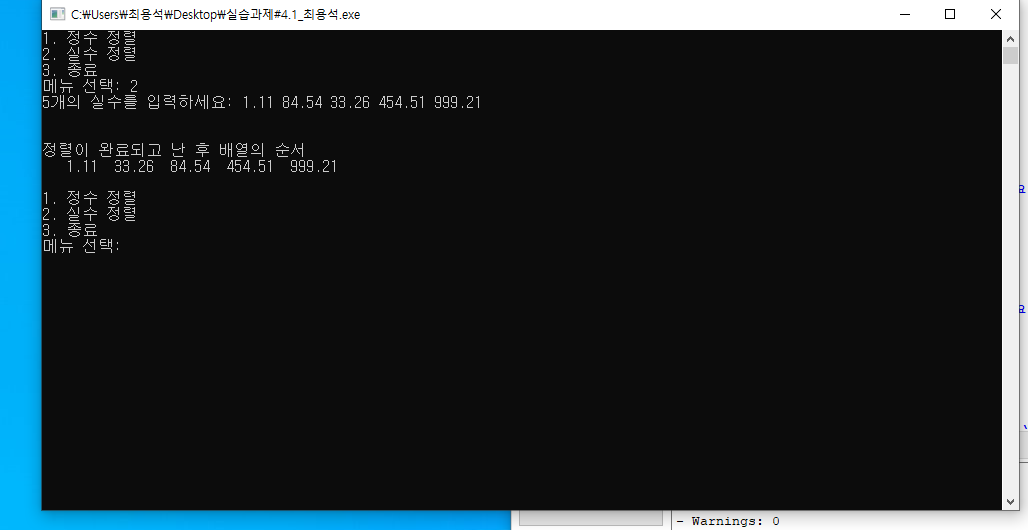 C:\Users\최용석\Desktop\실습과제#4.1_최용석.exe
1. 정수 정렬
2. 실수 정렬
3. 종료
메뉴 선택: 2
5개의 실수를 입력하세요: 1.11 84.54 33.26 454.51 999.21
정렬이 완료되고 난 후 배열의 순서
1.11 33.26 84.54 454.51 999.21
1. 정수 정렬
2. 실수 정렬
3. 종료
메뉴 선택:
- Warnings: 0